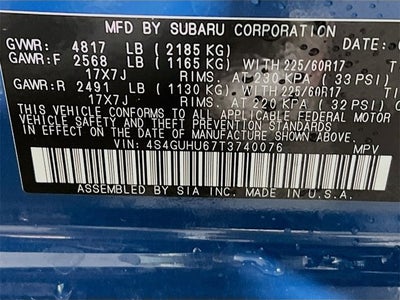 MFD. BY SUBARU CORPORATION DATE:
GVWR: 4817 LB (2185 KG)
GAWR:F 2568 LB (1165 KG) WITH 225/60R17
17X7J RIMS, AT 230 KPA (33 PSI)
GAWR:R 2491 LB (1130 KG) WITH 225/60R17
17X7J RIMS, AT 220 KPA (32 PSI)
THIS VEHICLE CONFORMS TO ALL APPLICABLE FEDERAL MOTOR
VEHICLE SAFETY AND BUMPER STANDARDS
IN EFFECT ON THE DATE OF MANUFACTURE SHOWN ABOVE.
VIN: 4S4GUHU67T3740076 MPV
ASSEMBLED BY SIA INC. MADE IN U.S.A.